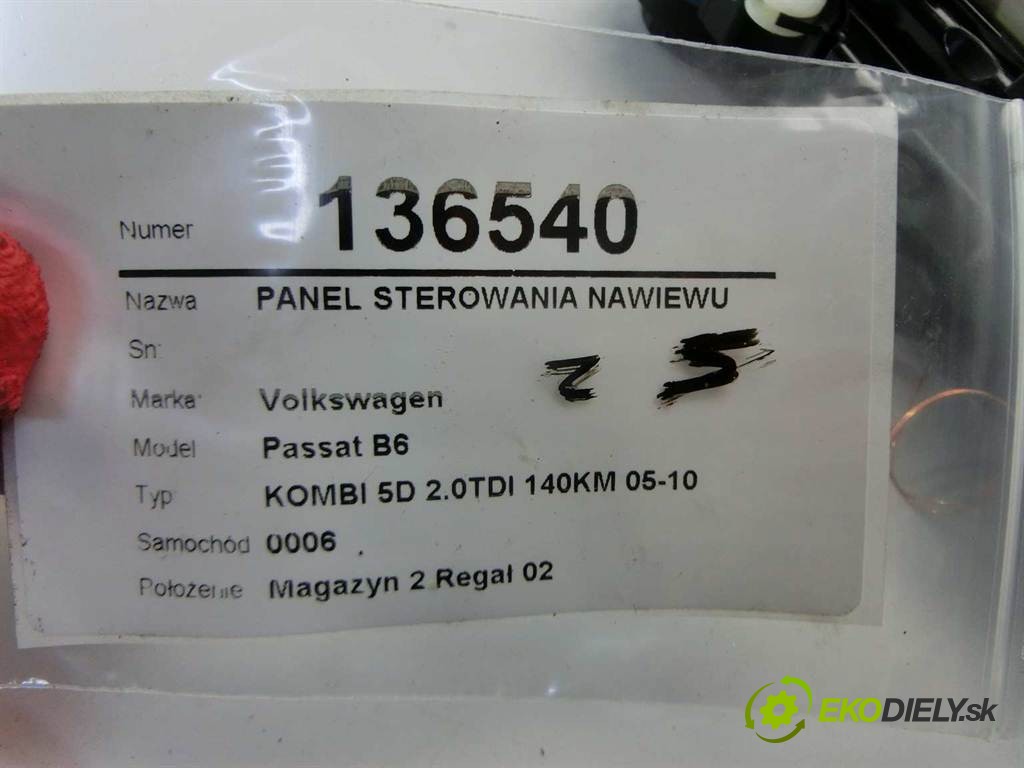 Numer 136540
Nazwa PANEL STEROWANIA NAWIEWU
Sn:
Marka: Volkswagen
2 5
Model Passat B6
Typ KOMBI 5D 2.0TDI 140KM 05-10
Samochód 0006
Położenie Magazyn 2 Regał 02
EKODIELY.sk